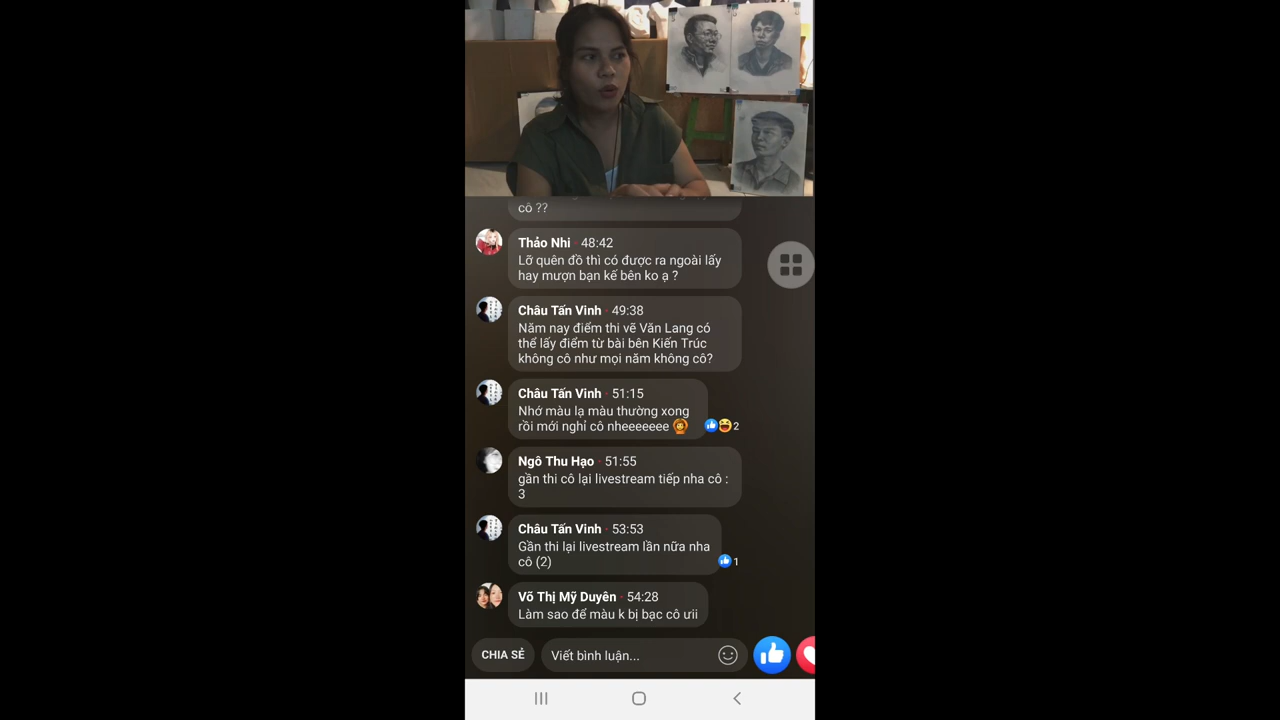 cô ??
Thảo Nhi · 48:42
Lỡ quên đồ thì có được ra ngoài lấy
hay mượn bạn kế bên ko ạ ?
Châu Tấn Vinh · 49:38
Năm nay điểm thi vẽ Văn Lang có
thể lấy điểm từ bài bên Kiến Trúc
không cô như mọi năm không cô?
Châu Tấn Vinh · 51:15
Nhớ màu lạ màu thường xong
rồi mới nghỉ cô nheeeeeee 🙆
2
Ngô Thu Hạo · 51:55
gần thi cô lại livestream tiếp nha cô :
3
Châu Tấn Vinh · 53:53
Gần thi lại livestream lần nữa nha
cô (2)
1
Võ Thị Mỹ Duyên · 54:28
Làm sao để màu k bị bạc cô ưii
CHIA SẺ
Viết bình luận...